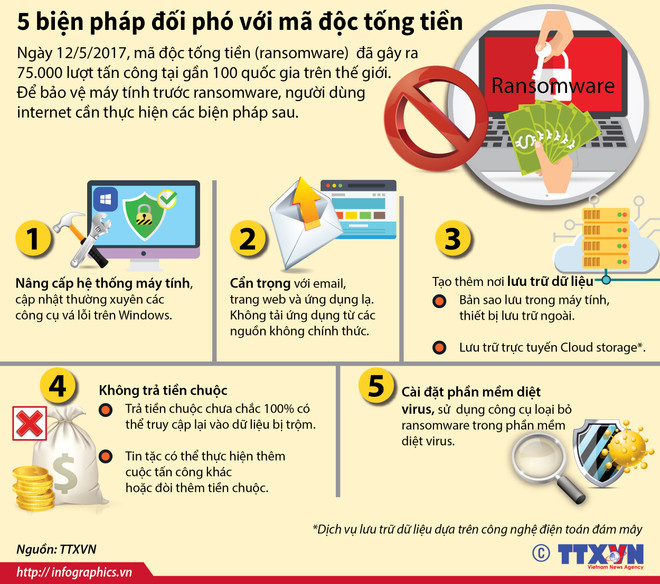 5 biện pháp đối phó với mã độc tống tiền
Ngày 12/5/2017, mã độc tống tiền (ransomware) đã gây ra
75.000 lượt tấn công tại gần 100 quốc gia trên thế giới.
Để bảo vệ máy tính trước ransomware, người dùng
internet cần thực hiện các biện pháp sau.
Ransomware
1
Nâng cấp hệ thống máy tính,
cập nhật thường xuyên các
công cụ vá lỗi trên Windows.
2
Cẩn trọng với email,
trang web và ứng dụng lạ.
Không tải ứng dụng từ các
nguồn không chính thức.
3
Tạo thêm nơi lưu trữ dữ liệu
Bản sao lưu trong máy tính,
thiết bị lưu trữ ngoài.
Lưu trữ trực tuyến Cloud storage*.
4
Không trả tiền chuộc
Trả tiền chuộc chưa chắc 100% có
thể truy cập lại vào dữ liệu bị trộm.
Tin tặc có thể thực hiện thêm
cuộc tấn công khác
hoặc đòi thêm tiền chuộc.
$
5
Cài đặt phần mềm diệt
virus, sử dụng công cụ loại bỏ
ransomware trong phần mềm
diệt virus.
*Dịch vụ lưu trữ dữ liệu dựa trên công nghệ điện toán đám mây
Nguồn: TTXVN
© TTXVN
Vietnam News Agency
http://infographics.vn